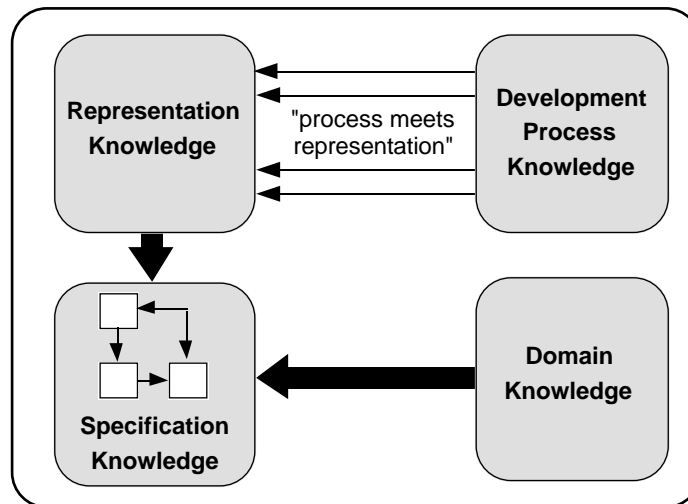 Representation
Knowledge
"process meets
representation"
Development
Process
Knowledge
Specification
Knowledge
Domain
Knowledge